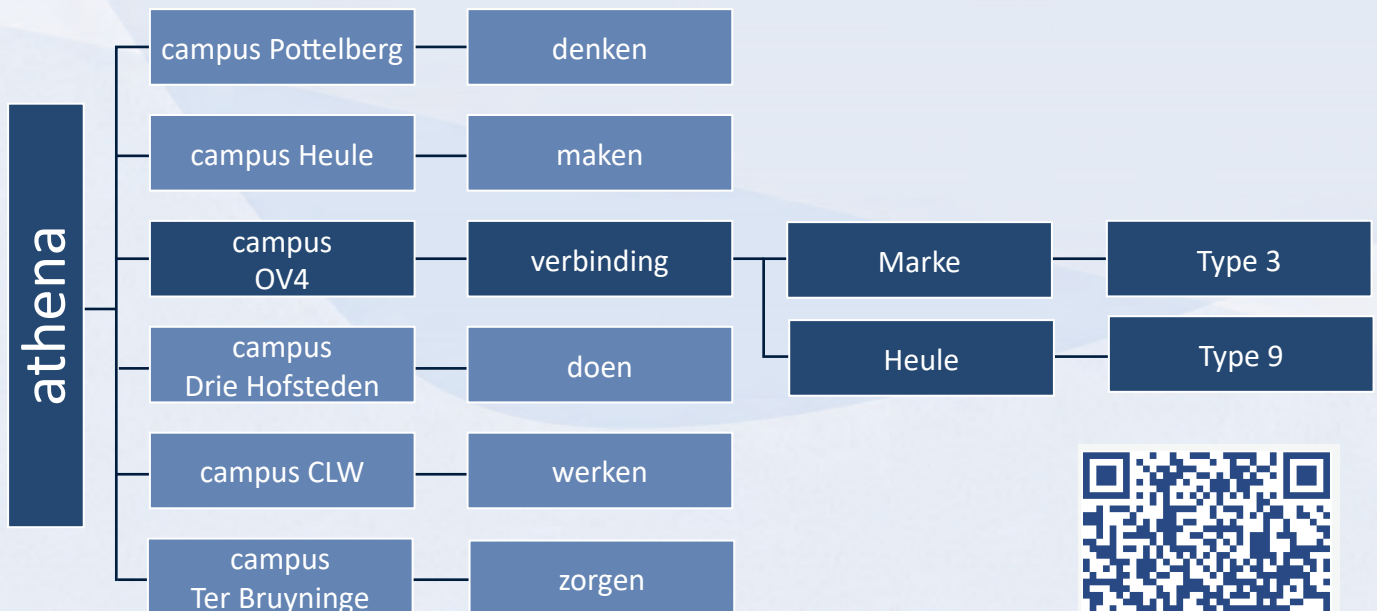 athena
campus Pottelberg
denken
campus Heule
maken
campus
OV4
verbinding
Marke
Type 3
Heule
Type 9
campus
Drie Hofsteden
doen
campus CLW
werken
campus
Ter Bruyninge
zorgen